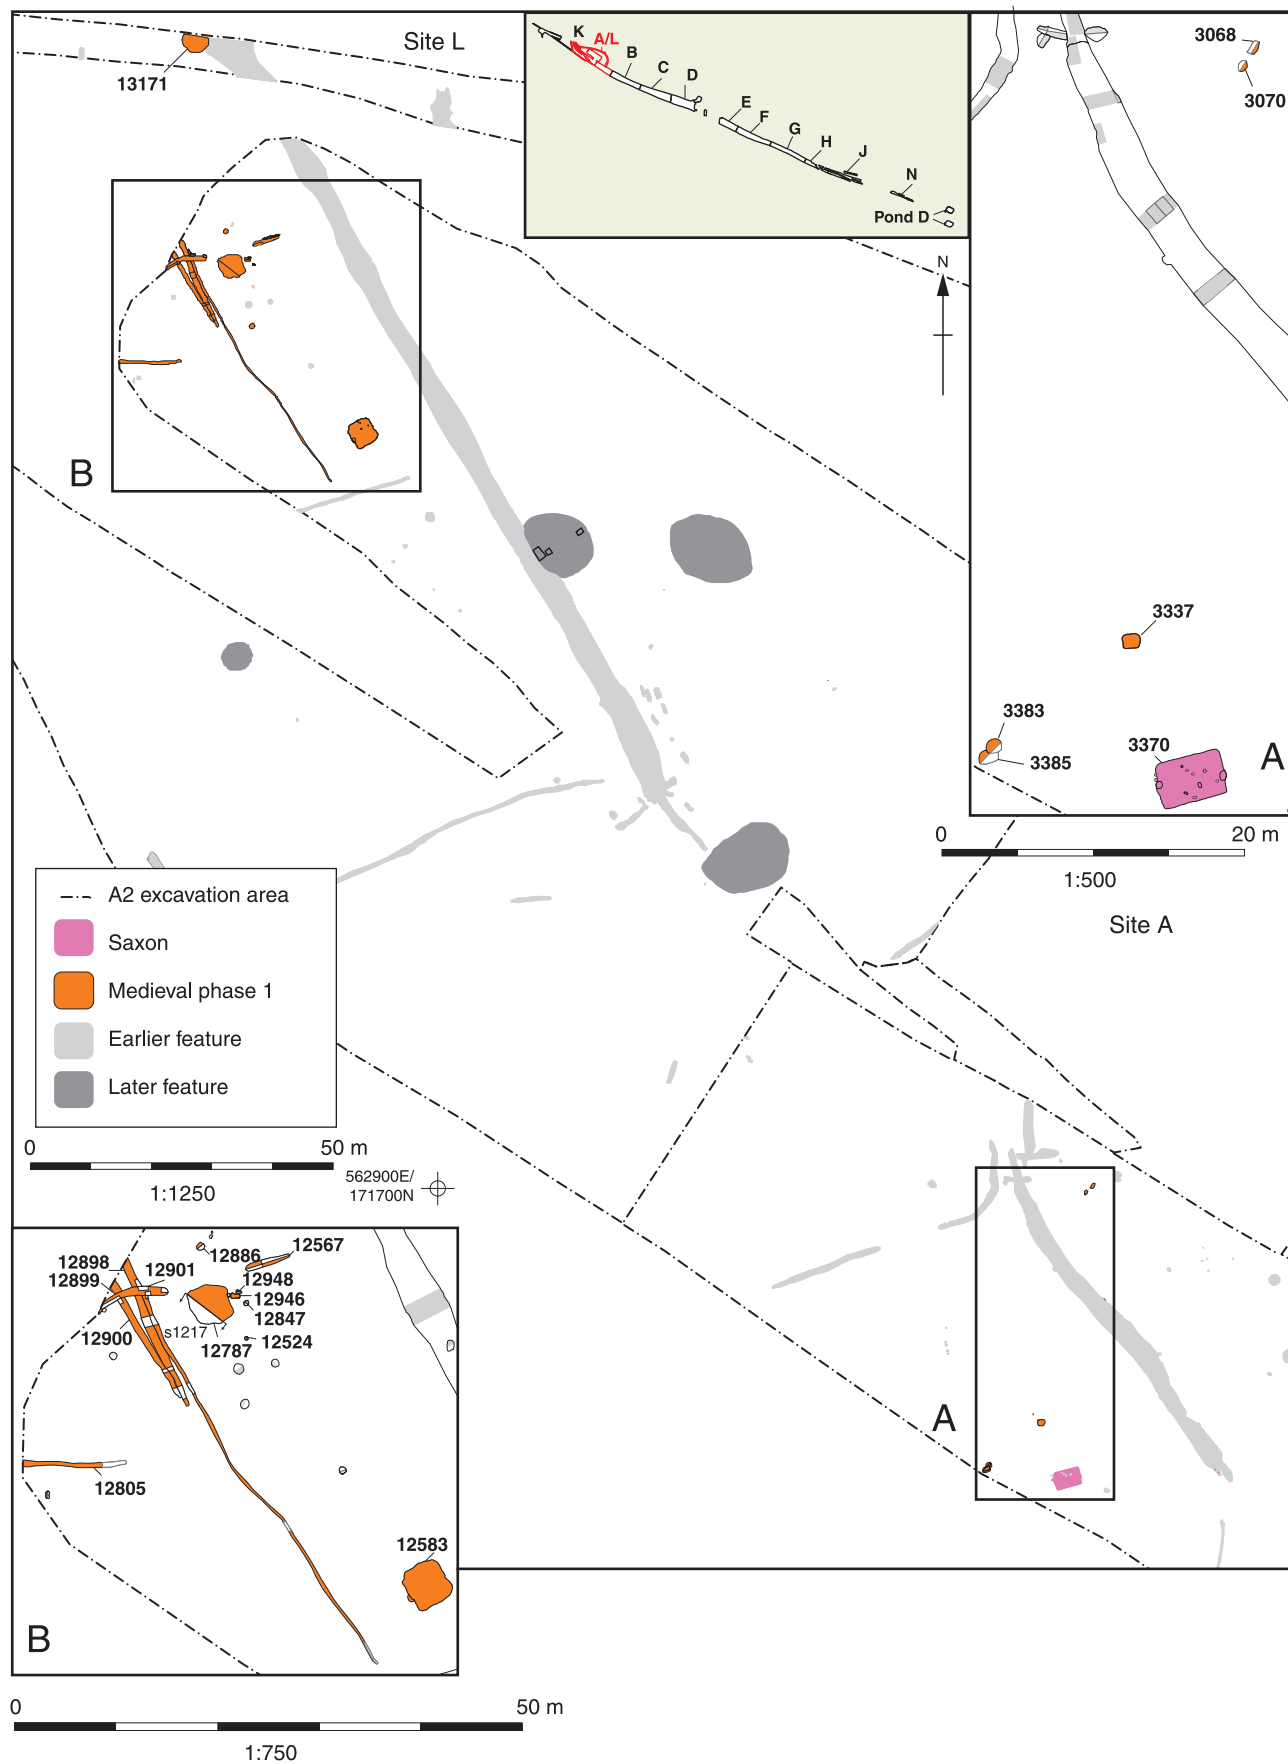 Site L
13171
K
A/L
B
C
D
E
F
G
H
J
N
Pond D
3068
3070
N
B
3337
3383
3385
3370
A
0 20 m
1:500
Site A
A2 excavation area
Saxon
Medieval phase 1
Earlier feature
Later feature
0 50 m
1:1250
562900E/
171700N
12898
12899
12901
12886
12567
12948
12946
12847
12524
12900
s1217
12787
12805
12583
B
A
0 50 m
1:750